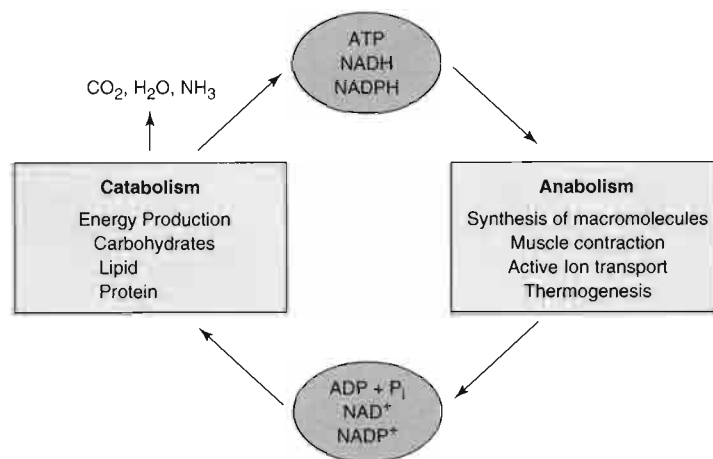 ATP
NADH
NADPH
CO₂, H₂O, NH₃
Catabolism
Energy Production
Carbohydrates
Lipid
Protein
Anabolism
Synthesis of macromolecules
Muscle contraction
Active Ion transport
Thermogenesis
ADP + Pᵢ
NAD⁺
NADP⁺